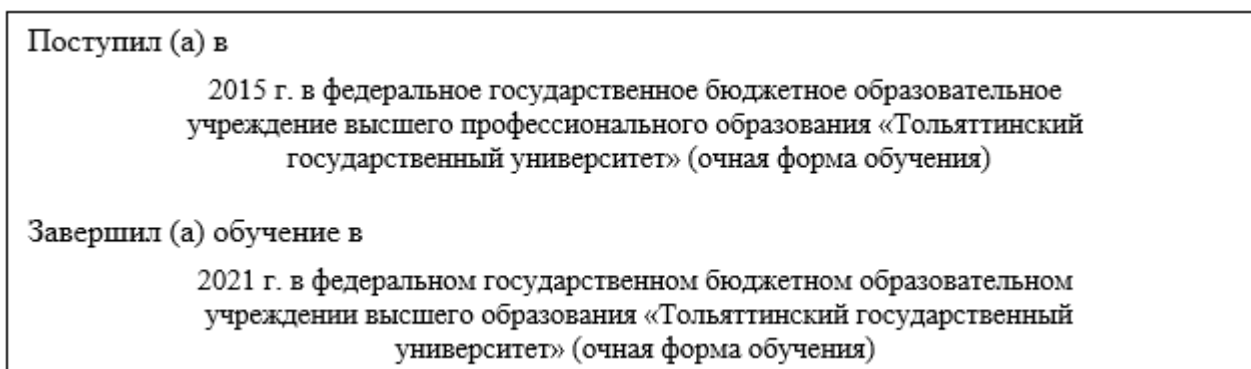 Поступил (а) в
2015 г. в федеральное государственное бюджетное образовательное
учреждение высшего профессионального образования «Тольяттинский
государственный университет» (очная форма обучения)
Завершил (а) обучение в
2021 г. в федеральном государственном бюджетном образовательном
учреждении высшего образования «Тольяттинский государственный
университет» (очная форма обучения)